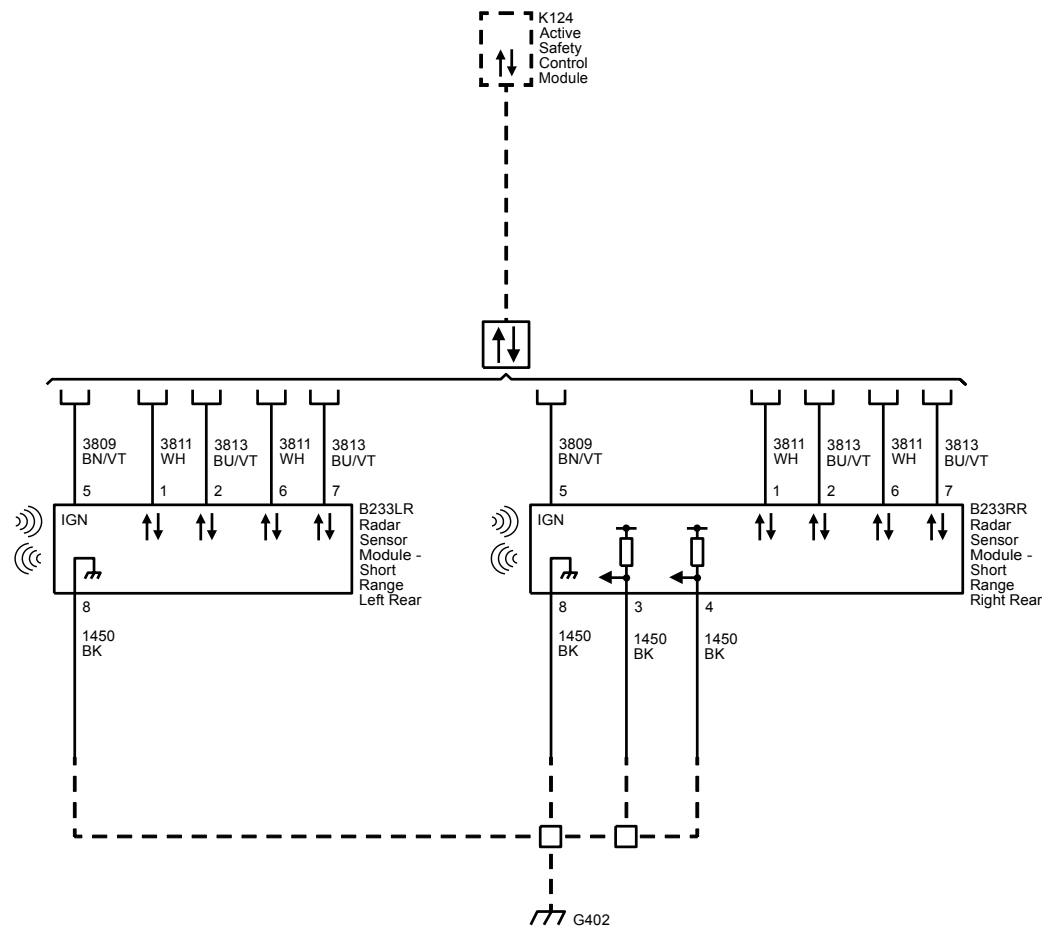 K124
Active
Safety
Control
Module
3809
BN/VT
3811
WH
3813
BU/VT
3811
WH
3813
BU/VT
3809
BN/VT
3811
WH
3813
BU/VT
3811
WH
3813
BU/VT
5
1
2
6
7
5
1
2
6
7
IGN
B233LR
Radar
Sensor
Module -
Short
Range
Left Rear
IGN
B233RR
Radar
Sensor
Module -
Short
Range
Right Rear
8
8
3
4
1450
BK
1450
BK
1450
BK
1450
BK
G402